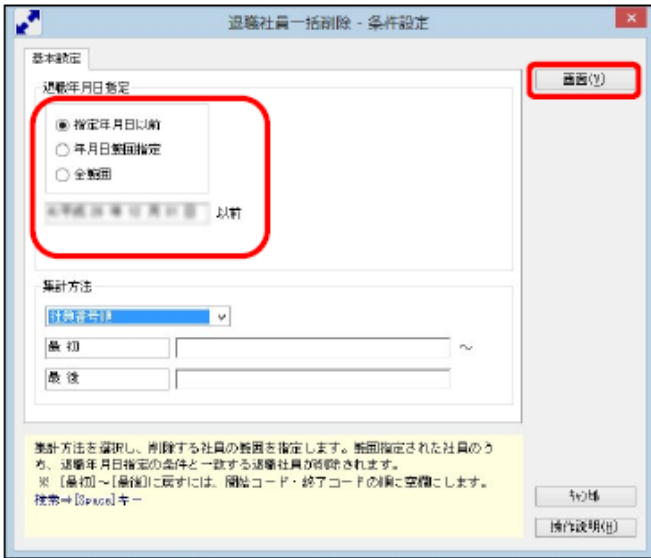 退職社員一括削除 - 条件設定
基本設定
画面(V)
退職年月日指定
指定年月日以前
年月日範囲指定
全範囲
以前
集計方法
社員番号順
最初
～
最後
集計方法を選択し、削除する社員の範囲を指定します。範囲指定された社員のう
ち、退職年月日指定の条件と一致する退職社員が削除されます。
※ [最初]～[最後]に戻すには、開始コード・終了コードの順に空欄にします。
検索⇒[Space]キー
ｷｬﾝｾﾙ
操作説明(H)